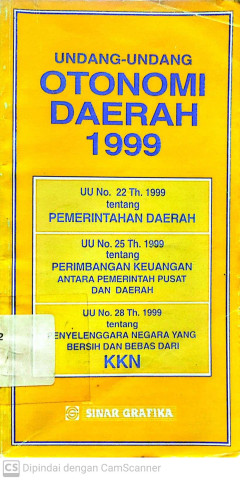 UNDANG-UNDANG
OTONOMI
DAERAH
1999
UU No. 22 Th. 1999
tentang
PEMERINTAHAN DAERAH
UU No. 25 Th. 1999
tentang
PERIMBANGAN KEUANGAN
ANTARA PEMERINTAH PUSAT
DAN DAERAH
UU No. 28 Th. 1999
tentang
PENYELENGGARA NEGARA YANG
BERSIH DAN BEBAS DARI
KKN
SINAR GRAFIKA
CS Dipindai dengan CamScanner